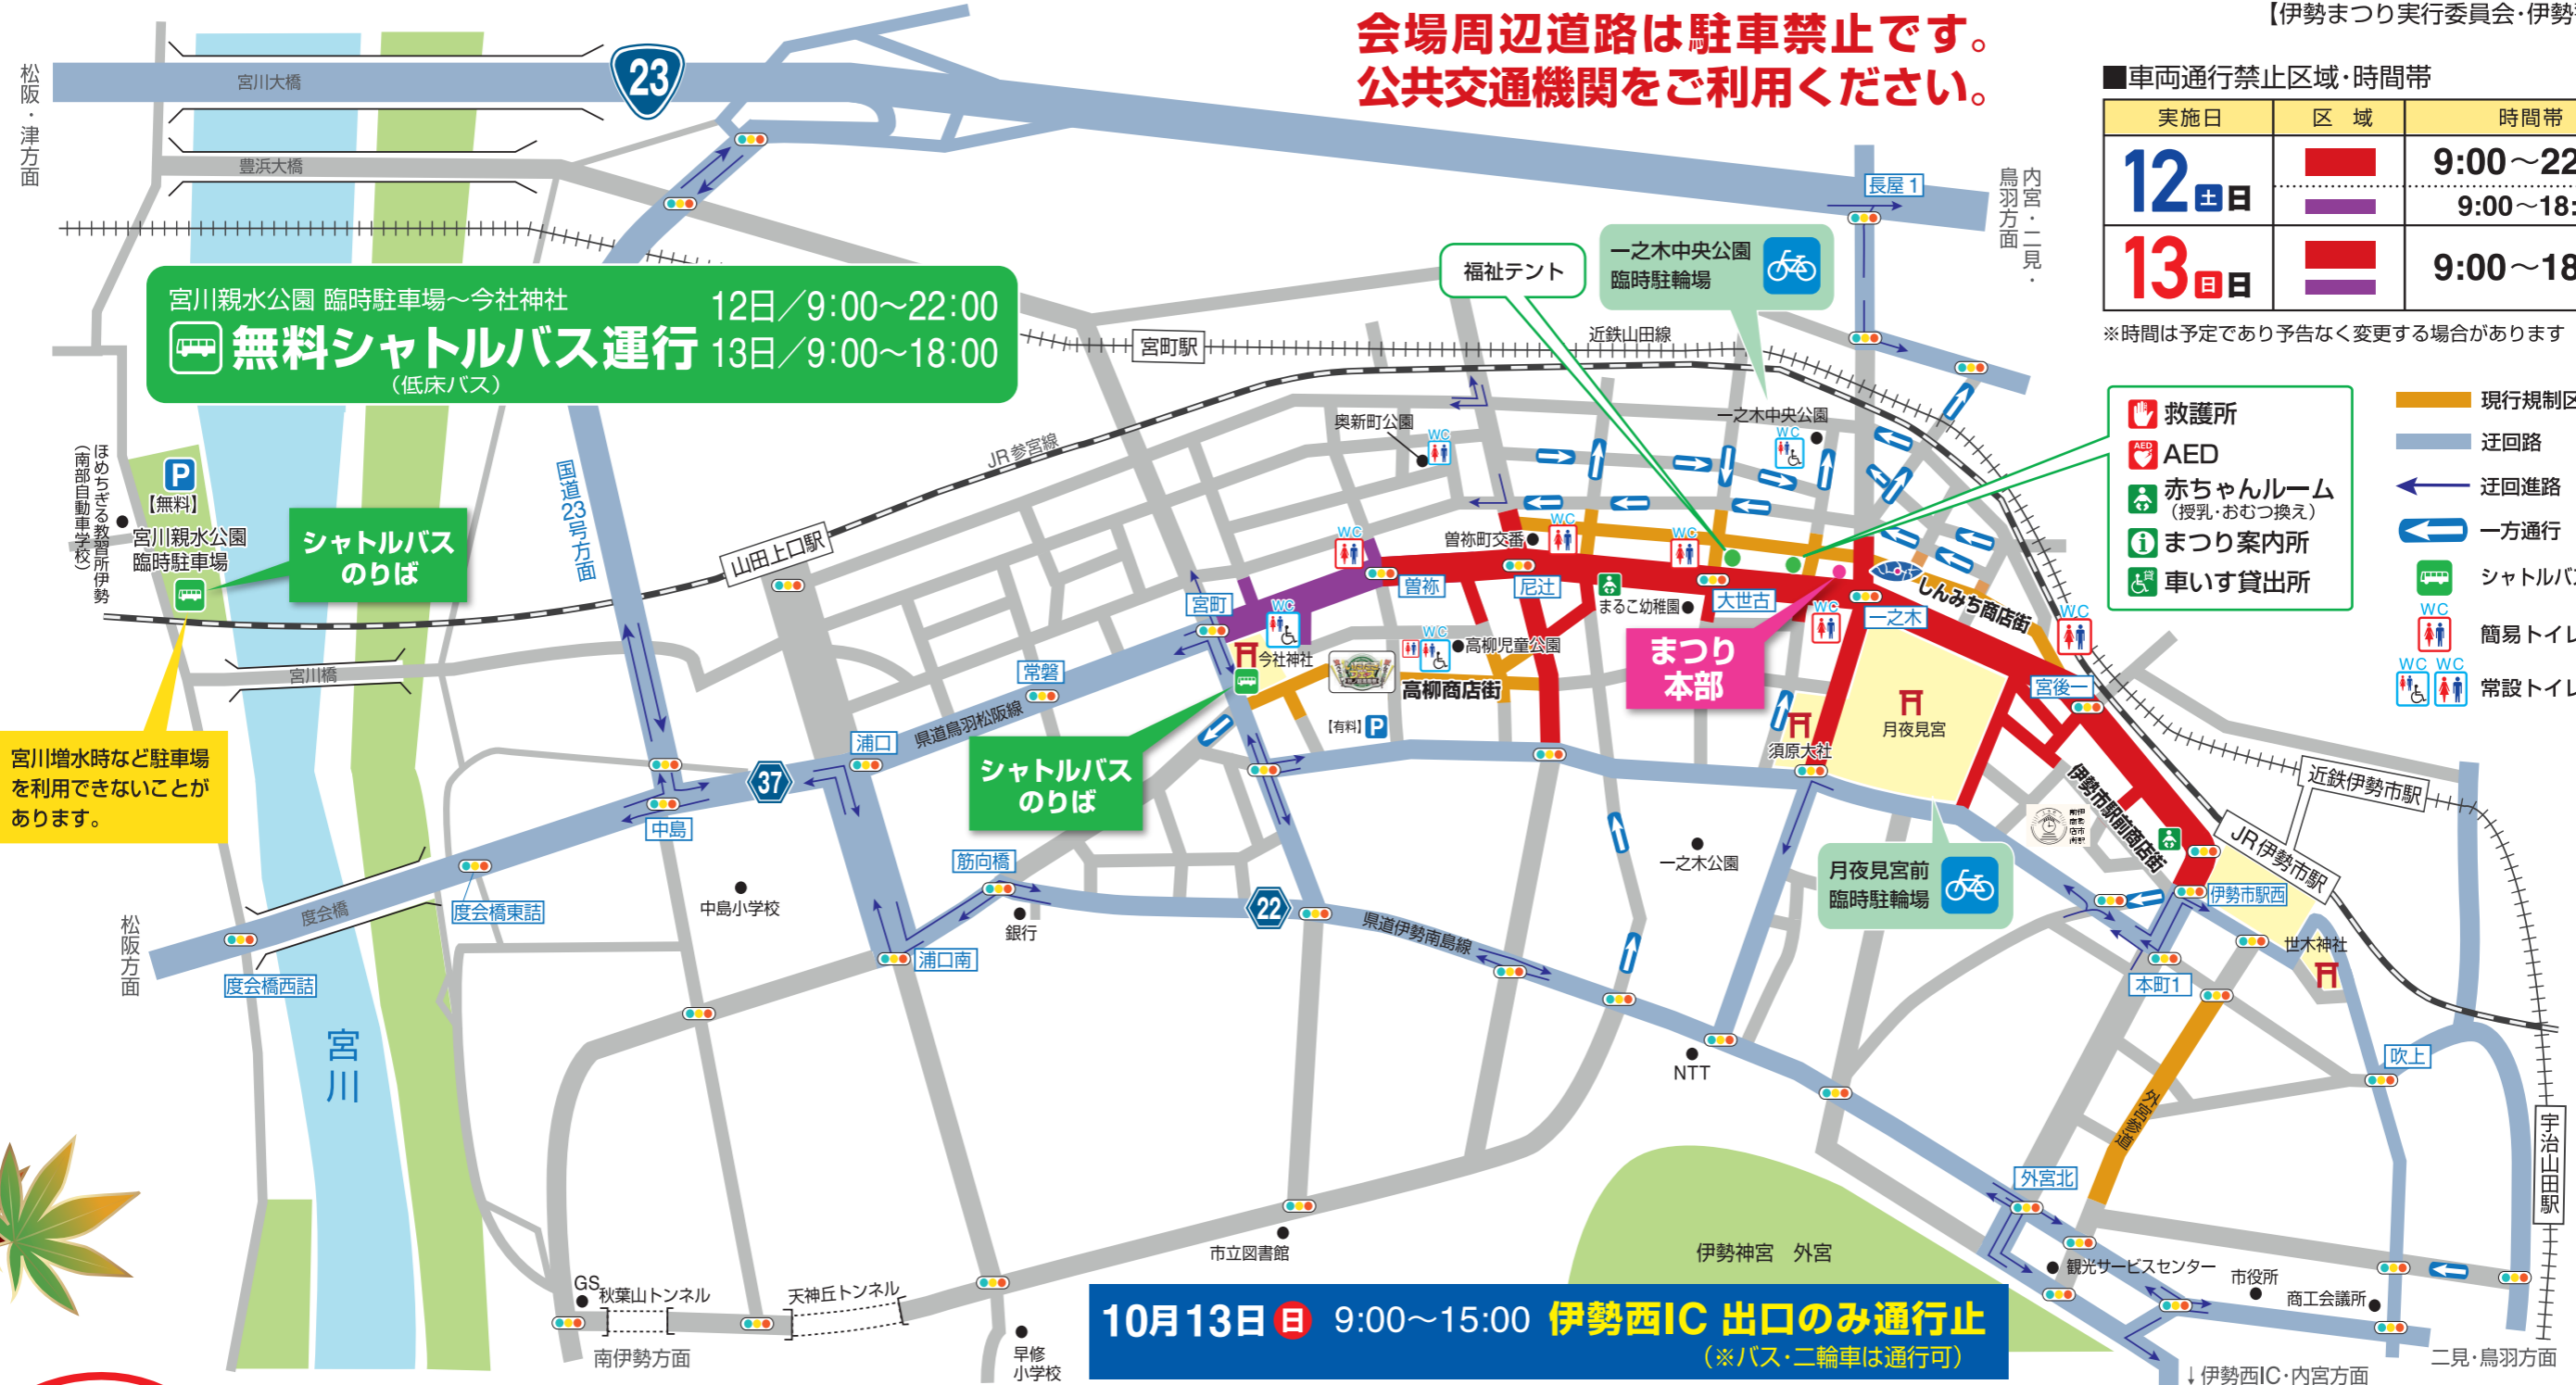 会場周辺道路は駐車禁止です。
公共交通機関をご利用ください。
【伊勢まつり実行委員会・伊勢
■車両通行禁止区域・時間帯
実施日 区 域 時間帯
12土日 9:00～22
9:00～18:
13日日 9:00～18
※時間は予定であり予告なく変更する場合があります
救護所
AED
AED
赤ちゃんルーム
（授乳・おむつ換え）
まつり案内所
車いす貸出所
現行規制区
迂回路
迂回進路
一方通行
シャトルバス
WC
簡易トイレ
WC WC
常設トイレ
松阪・津方面
宮川大橋
23
豊浜大橋
長屋1
内宮・二見・
鳥羽方面
宮川親水公園 臨時駐車場～今社神社
無料シャトルバス運行
（低床バス）
12日／9:00～22:00
13日／9:00～18:00
福祉テント
一之木中央公園
臨時駐輪場
宮町駅
近鉄山田線
JR参宮線
奥新町公園
WC
一之木中央公園
WC
ほめちぎる教習所伊勢
（南部自動車学校）
P
【無料】
宮川親水公園
臨時駐車場
シャトルバス
のりば
国道23号方面
山田上口駅
宮川橋
宮川増水時など駐車場
を利用できないことが
あります。
WC
曽祢町交番
WC
WC
曽祢
尼辻
まるこ幼稚園
大世古
一之木
しんみち商店街
WC
WC
宮町
WC
今社神社
WC
高柳児童公園
高柳商店街
【有料】P
まつり
本部
須原大社
月夜見宮
宮後一
常磐
県道鳥羽松阪線
浦口
37
中島
シャトルバス
のりば
筋向橋
銀行
22
県道伊勢南島線
一之木公園
月夜見宮前
臨時駐輪場
伊勢市駅前商店街
近鉄伊勢市駅
JR伊勢市駅
伊勢市駅西
世木神社
本町1
吹上
宇治山田駅
度会橋
度会橋東詰
度会橋西詰
松阪方面
宮川
中島小学校
浦口南
NTT
外宮参道
外宮北
観光サービスセンター
市役所
商工会議所
市立図書館
伊勢神宮 外宮
GS
秋葉山トンネル
天神丘トンネル
南伊勢方面
早修
小学校
10月13日日 9:00～15:00 伊勢西IC 出口のみ通行止
（※バス・二輪車は通行可）
↓伊勢西IC・内宮方面
二見・鳥羽方面